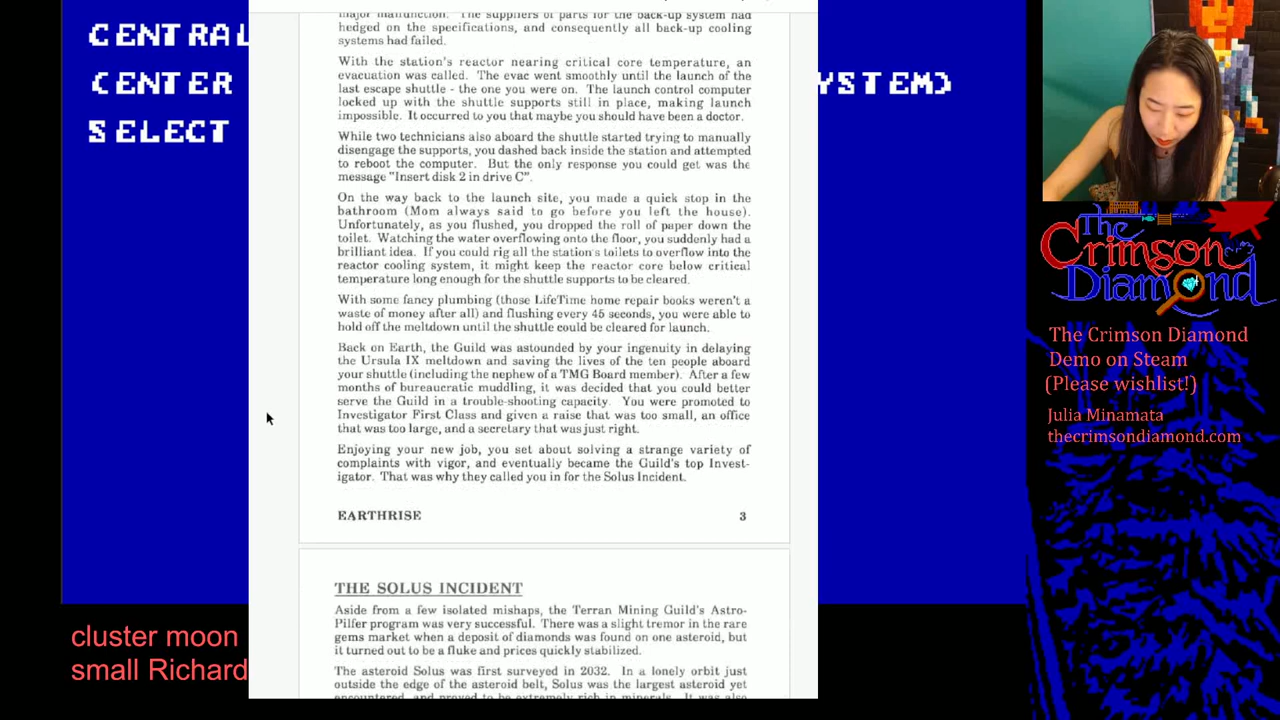 CENTRAL
(ENTER
YSTEM)
SELECT
major malfunction. The suppliers of parts for the back-up system had
hedged on the specifications, and consequently all back-up cooling
systems had failed.
With the station's reactor nearing critical core temperature, an
evacuation was called. The evac went smoothly until the launch of the
last escape shuttle - the one you were on. The launch control computer
locked up with the shuttle supports still in place, making launch
impossible. It occurred to you that maybe you should have been a doctor.
While two technicians also aboard the shuttle started trying to manually
disengage the supports, you dashed back inside the station and attempted
to reboot the computer. But the only response you could get was the
message "Insert disk 2 in drive C".
On the way back to the launch site, you made a quick stop in the
bathroom (Mom always said to go before you left the house).
Unfortunately, as you flushed, you dropped the roll of paper down the
toilet. Watching the water overflowing onto the floor, you suddenly had a
brilliant idea. If you could rig all the station's toilets to overflow into the
reactor cooling system, it might keep the reactor core below critical
temperature long enough for the shuttle supports to be cleared.
With some fancy plumbing (those LifeTime home repair books weren't a
waste of money after all) and flushing every 45 seconds, you were able to
hold off the meltdown until the shuttle could be cleared for launch.
Back on Earth, the Guild was astounded by your ingenuity in delaying
the Ursula IX meltdown and saving the lives of the ten people aboard
your shuttle (including the nephew of a TMG Board member). After a few
months of bureaucratic muddling, it was decided that you could better
serve the Guild in a trouble-shooting capacity. You were promoted to
Investigator First Class and given a raise that was too small, an office
that was too large, and a secretary that was just right.
Enjoying your new job, you set about solving a strange variety of
complaints with vigor, and eventually became the Guild's top Invest-
igator. That was why they called you in for the Solus Incident.
EARTHRISE 3
THE SOLUS INCIDENT
Aside from a few isolated mishaps, the Terran Mining Guild's Astro-
Pilfer program was very successful. There was a slight tremor in the rare
gems market when a deposit of diamonds was found on one asteroid, but
it turned out to be a fluke and prices quickly stabilized.
The asteroid Solus was first surveyed in 2032. In a lonely orbit just
outside the edge of the asteroid belt, Solus was the largest asteroid yet
encountered, and proved to be extremely rich in minerals. It was also
cluster moon
small Richard
The
Crimson
Diamond
The Crimson Diamond
Demo on Steam
(Please wishlist!)
Julia Minamata
thecrimsondiamond.com